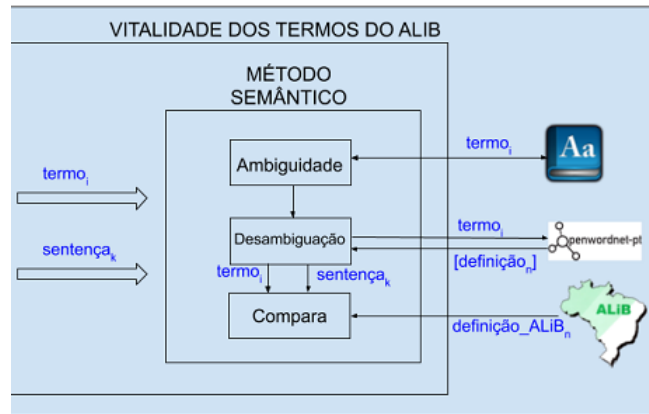 VITALIDADE DOS TERMOS DO ALIB
MÉTODO
SEMÂNTICO
termoᵢ
Ambiguidade
termoᵢ
Aa
sentençaₖ
Desambiguação
termoᵢ
openwordnet-pt
[definiçãoₙ]
termoᵢ
sentençaₖ
Compara
definição_ALiBₙ
ALiB